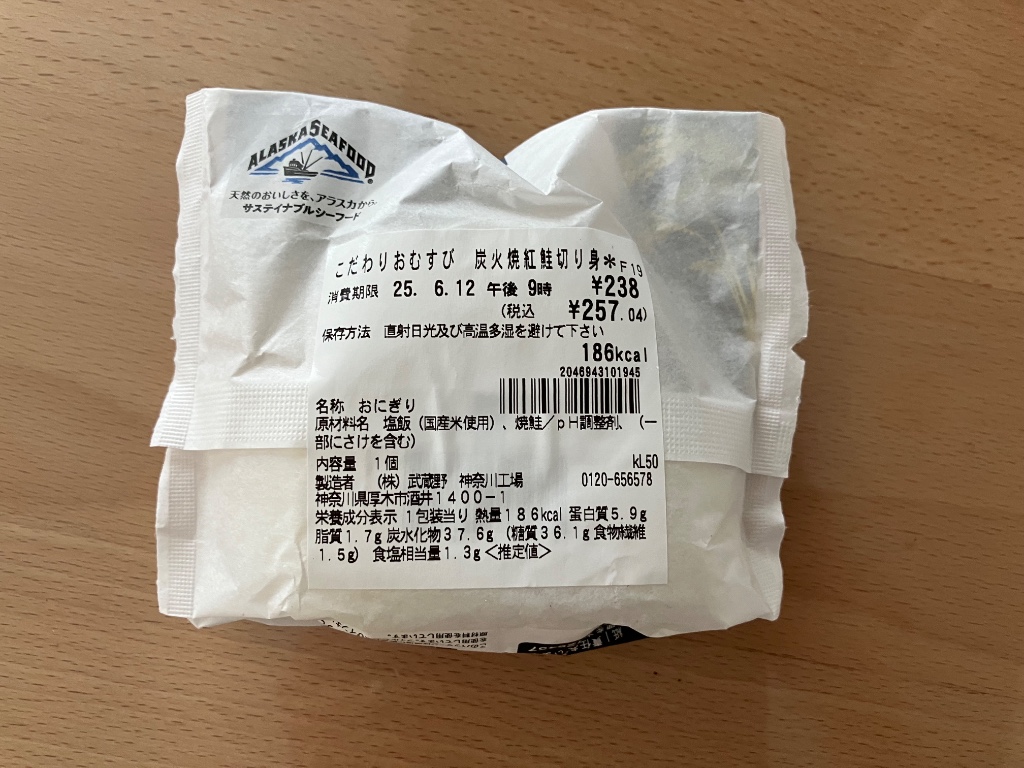 ALASKA SEAFOOD®
天然のおいしさを、アラスカから
サステイナブルシーフード
こだわりおむすび 炭火焼紅鮭切り身*F19
消費期限 25. 6.12 午後 9時 ¥238
(税込 ¥257.04)
保存方法 直射日光及び高温多湿を避けて下さい
186kcal
2046943101945
名称 おにぎり
原材料名 塩飯(国産米使用)、焼鮭/pH調整剤、(一
部にさけを含む)
内容量 1個 kL50
製造者 (株)武蔵野 神奈川工場 0120-656578
神奈川県厚木市酒井1400-1
栄養成分表示 1包装当り 熱量186kcal 蛋白質5.9g
脂質1.7g 炭水化物37.6g (糖質36.1g 食物繊維
1.5g) 食塩相当量1.3g<推定値>